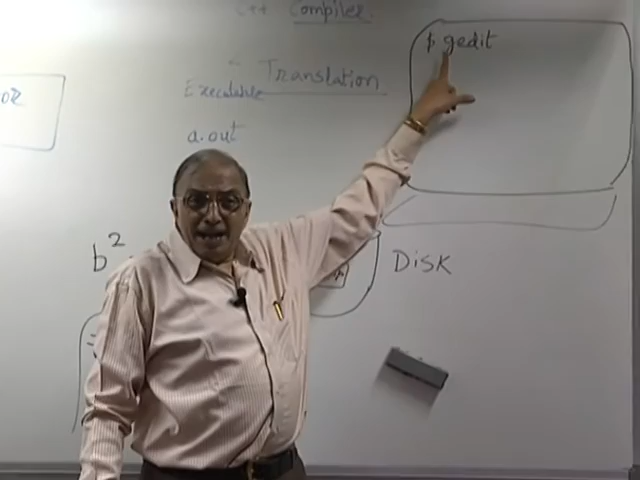 C++ Compiler.
$ gedit
Translation
Executable
a.out
b²
DISK